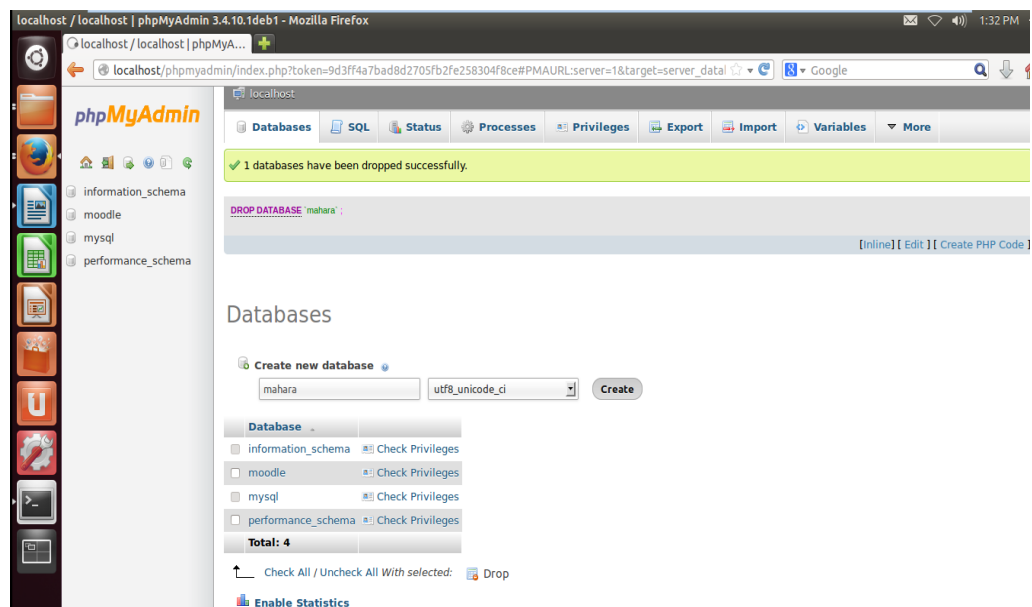 localhost / localhost | phpMyAdmin 3.4.10.1deb1 - Mozilla Firefox 1:32 PM
localhost / localhost | phpMyA...
localhost/phpmyadmin/index.php?token=9d3ff4a7bad8d2705fb2fe258304f8ce#PMAURL:server=1&target=server_data Google
phpMyAdmin
information_schema
moodle
mysql
performance_schema
localhost
Databases SQL Status Processes Privileges Export Import Variables More
1 databases have been dropped successfully.
DROP DATABASE `mahara` ;
[Inline] [ Edit ] [ Create PHP Code ]
Databases
Create new database
mahara utf8_unicode_ci Create
Database
information_schema Check Privileges
moodle Check Privileges
mysql Check Privileges
performance_schema Check Privileges
Total: 4
Check All / Uncheck All With selected: Drop
Enable Statistics